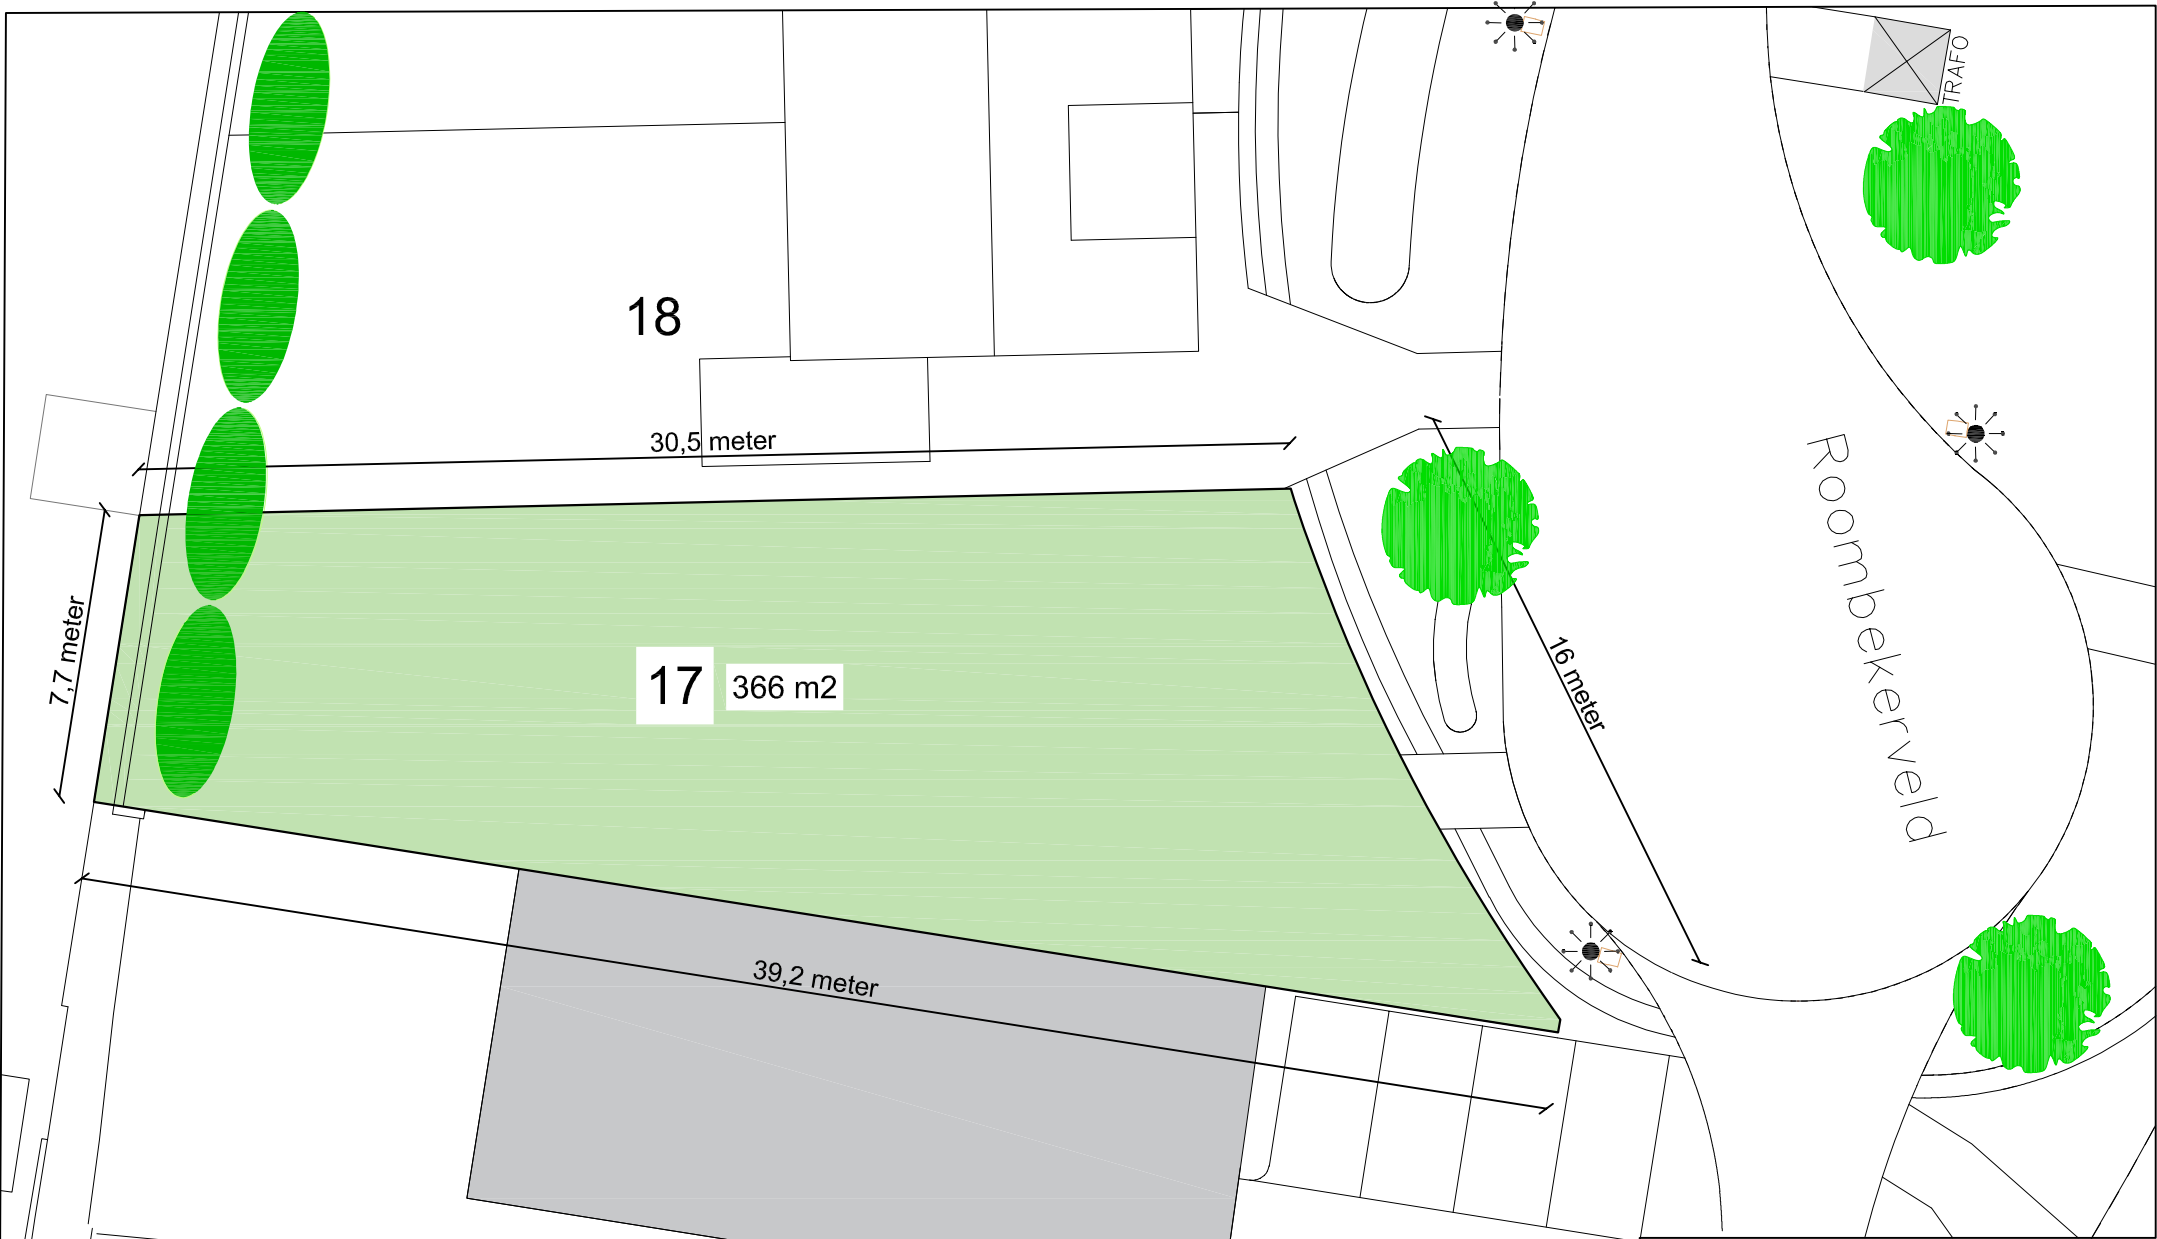 TRAFO
18
30,5 meter
Roombekerveld
7,7 meter
16 meter
17
366 m2
39,2 meter